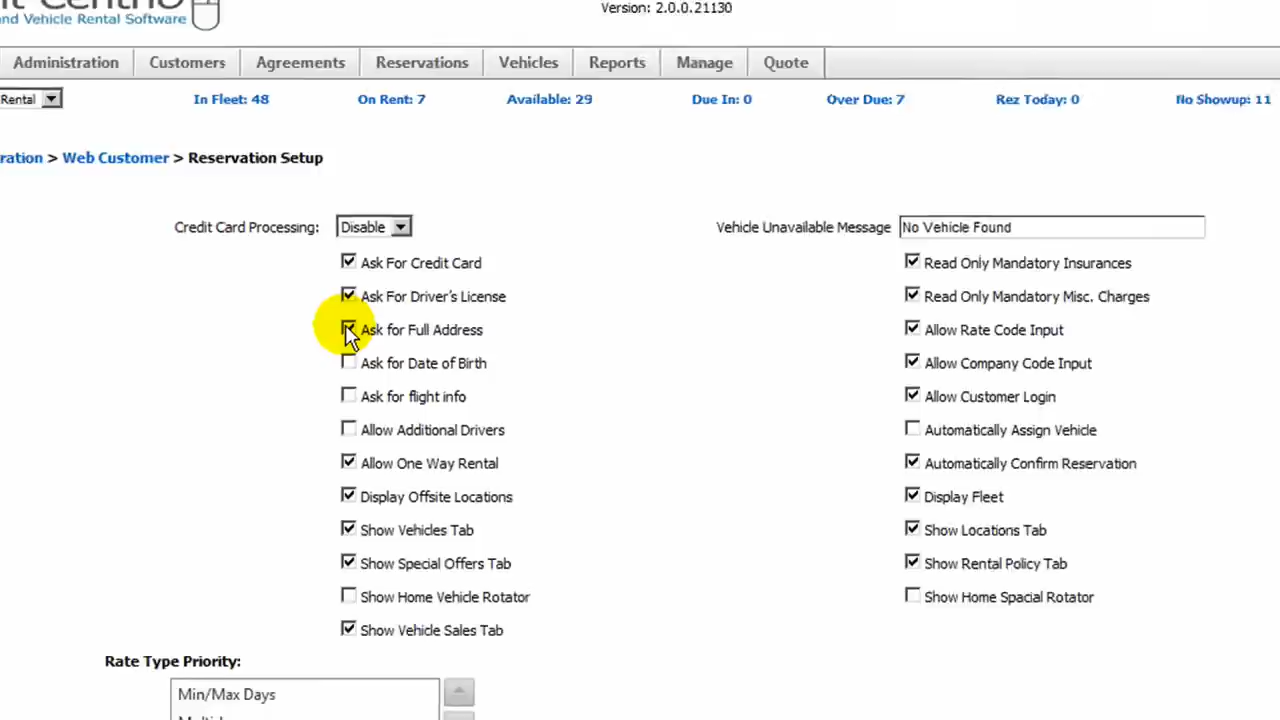 and Vehicle Rental Software
Version: 2.0.0.21130
Administration Customers Agreements Reservations Vehicles Reports Manage Quote
Rental In Fleet: 48 On Rent: 7 Available: 29 Due In: 0 Over Due: 7 Rez Today: 0 No Showup: 11
ration > Web Customer > Reservation Setup
Credit Card Processing: Disable Vehicle Unavailable Message No Vehicle Found
Ask For Credit Card Read Only Mandatory Insurances
Ask For Driver's License Read Only Mandatory Misc. Charges
Ask for Full Address Allow Rate Code Input
Ask for Date of Birth Allow Company Code Input
Ask for flight info Allow Customer Login
Allow Additional Drivers Automatically Assign Vehicle
Allow One Way Rental Automatically Confirm Reservation
Display Offsite Locations Display Fleet
Show Vehicles Tab Show Locations Tab
Show Special Offers Tab Show Rental Policy Tab
Show Home Vehicle Rotator Show Home Spacial Rotator
Show Vehicle Sales Tab
Rate Type Priority:
Min/Max Days